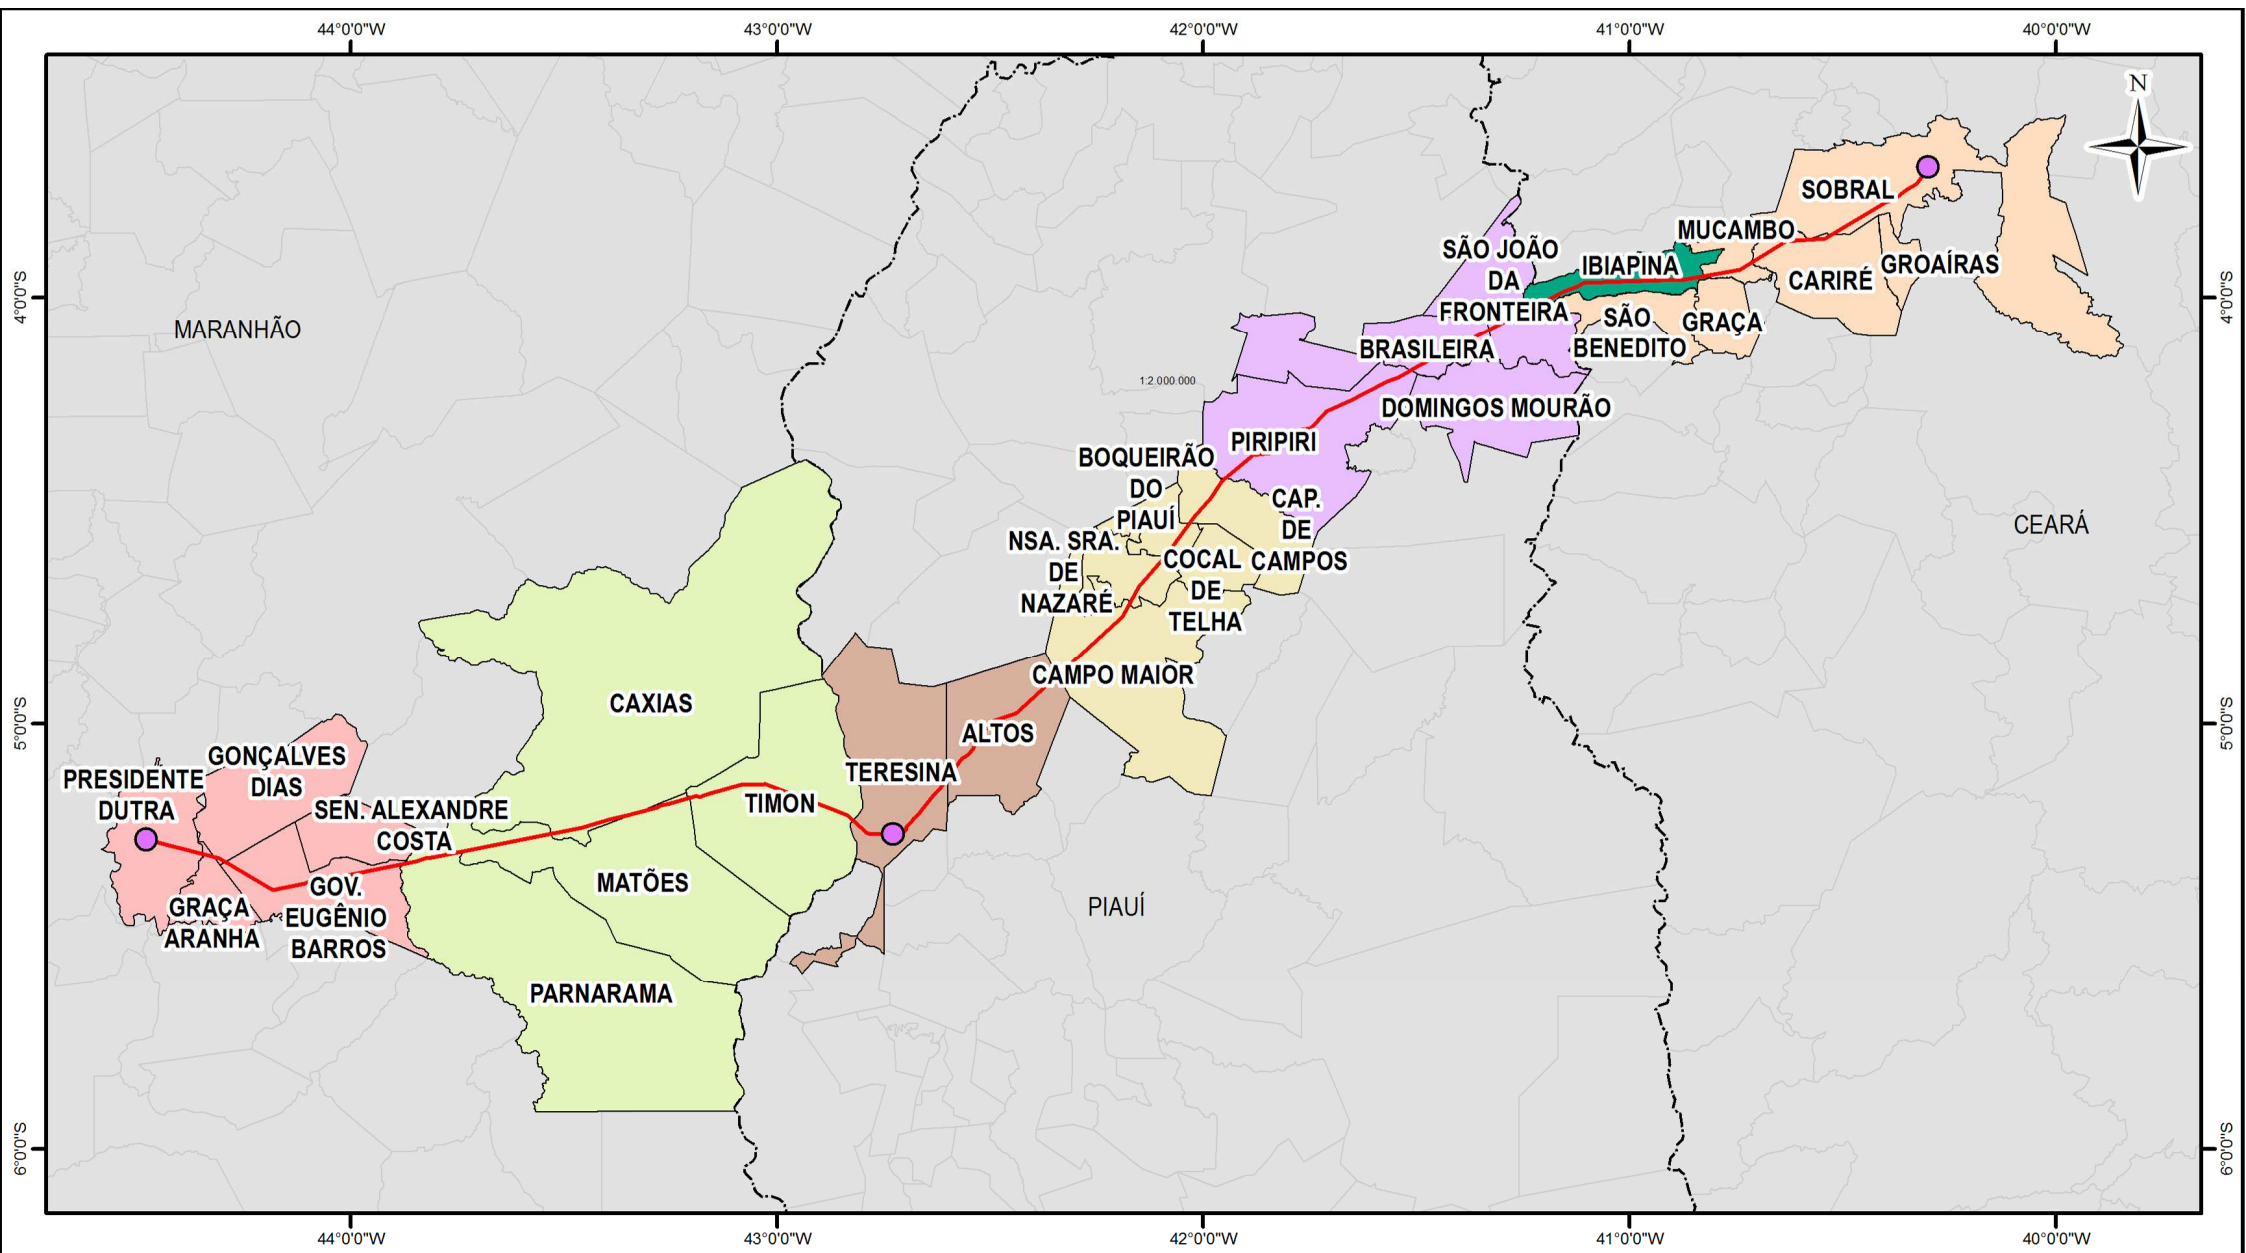 44°0'0"W
43°0'0"W
42°0'0"W
41°0'0"W
40°0'0"W
N
SOBRAL
MUCAMBO
SÃO JOÃO
DA
FRONTEIRA
IBIAPINA
GROAÍRAS
CARIRÉ
4°0'0"S
4°0'0"S
MARANHÃO
SÃO
BENEDITO
GRAÇA
BRASILEIRA
1:2.000.000
DOMINGOS MOURÃO
PIRIPIRI
BOQUEIRÃO
DO
PIAUÍ
CAP.
DE
CAMPOS
CEARÁ
NSA. SRA.
DE
NAZARÉ
COCAL
DE
TELHA
CAMPO MAIOR
CAXIAS
5°0'0"S
5°0'0"S
ALTOS
GONÇALVES
DIAS
PRESIDENTE
DUTRA
TERESINA
SEN. ALEXANDRE
COSTA
TIMON
MATÕES
GOV.
EUGÊNIO
BARROS
GRAÇA
ARANHA
PIAUÍ
PARNARAMA
6°0'0"S
6°0'0"S
44°0'0"W
43°0'0"W
42°0'0"W
41°0'0"W
40°0'0"W